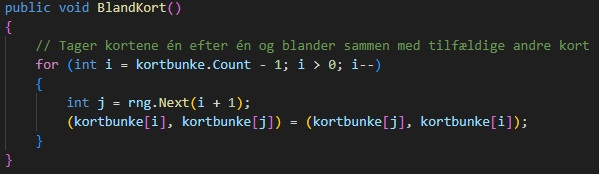 public void BlandKort()
{
// Tager kortene én efter én og blander sammen med tilfældige andre kort
for (int i = kortbunke.Count - 1; i > 0; i--)
{
int j = rng.Next(i + 1);
(kortbunke[i], kortbunke[j]) = (kortbunke[j], kortbunke[i]);
}
}